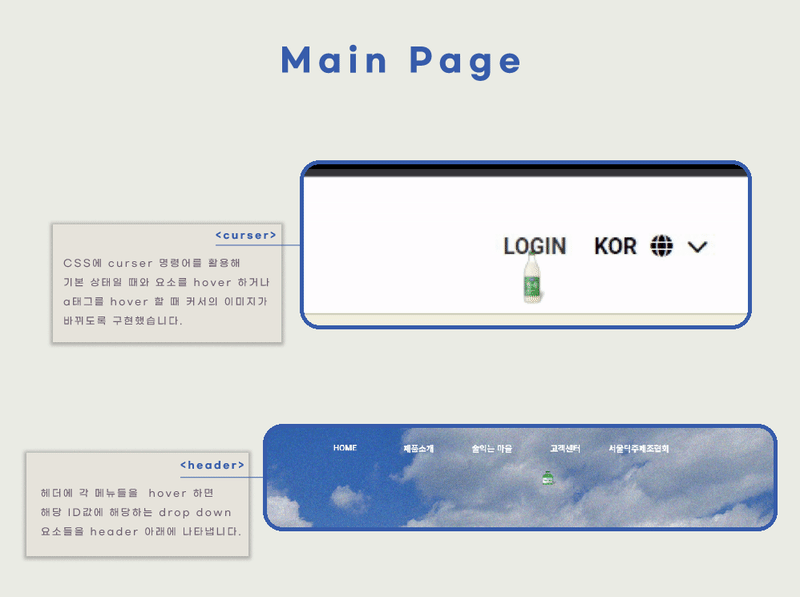 Main Page
<curser>
CSS에 curser 명령어를 활용해
기본 상태일 때와 요소를 hover 하거나
a태그를 hover 할 때 커서의 이미지가
바뀌도록 구현했습니다.
LOGIN KOR
<header>
헤더에 각 메뉴들을 hover 하면
해당 ID값에 해당하는 drop down
요소들을 header 아래에 나타냅니다.
HOME 제품소개 술익는 마을 고객센터 서울탁주제조협회